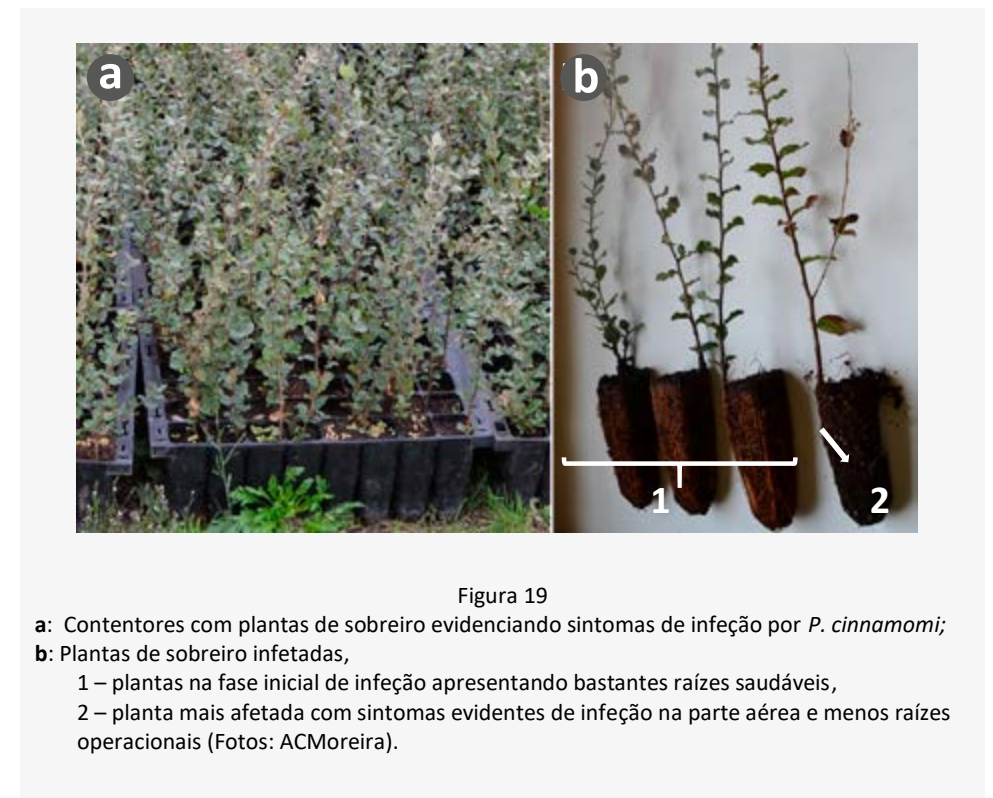 a
b
1
2
Figura 19
a: Contentores com plantas de sobreiro evidenciando sintomas de infeção por P. cinnamomi;
b: Plantas de sobreiro infetadas,
1 – plantas na fase inicial de infeção apresentando bastantes raízes saudáveis,
2 – planta mais afetada com sintomas evidentes de infeção na parte aérea e menos raízes
operacionais (Fotos: ACMoreira).